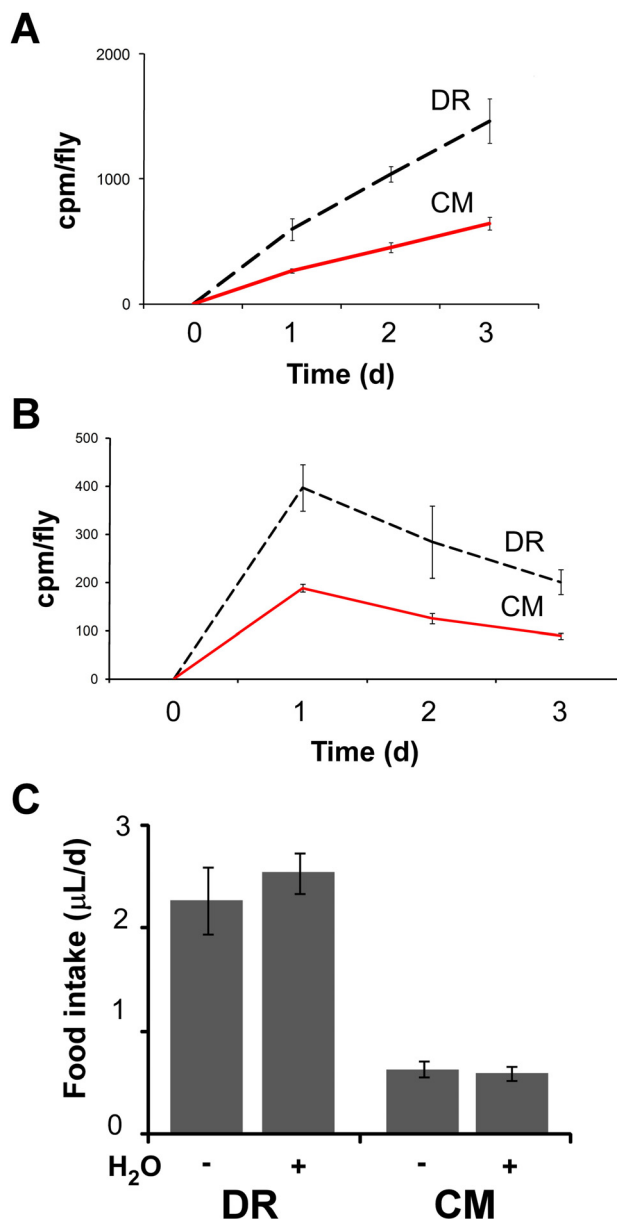 A
2000
DR
cpm/fly
1000
CM
0
0 1 2 3
Time (d)
B
500
400
cpm/fly
300
DR
200
CM
100
0
0 1 2 3
Time (d)
C
3
Food intake (μL/d)
2
1
0
H₂O - + - +
DR CM